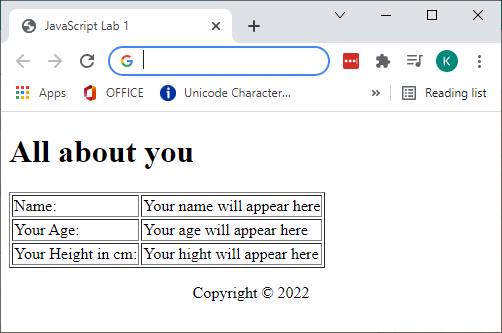 JavaScript Lab 1
K
Apps OFFICE Unicode Character... » Reading list
All about you
Name: Your name will appear here
Your Age: Your age will appear here
Your Height in cm: Your hight will appear here
Copyright © 2022